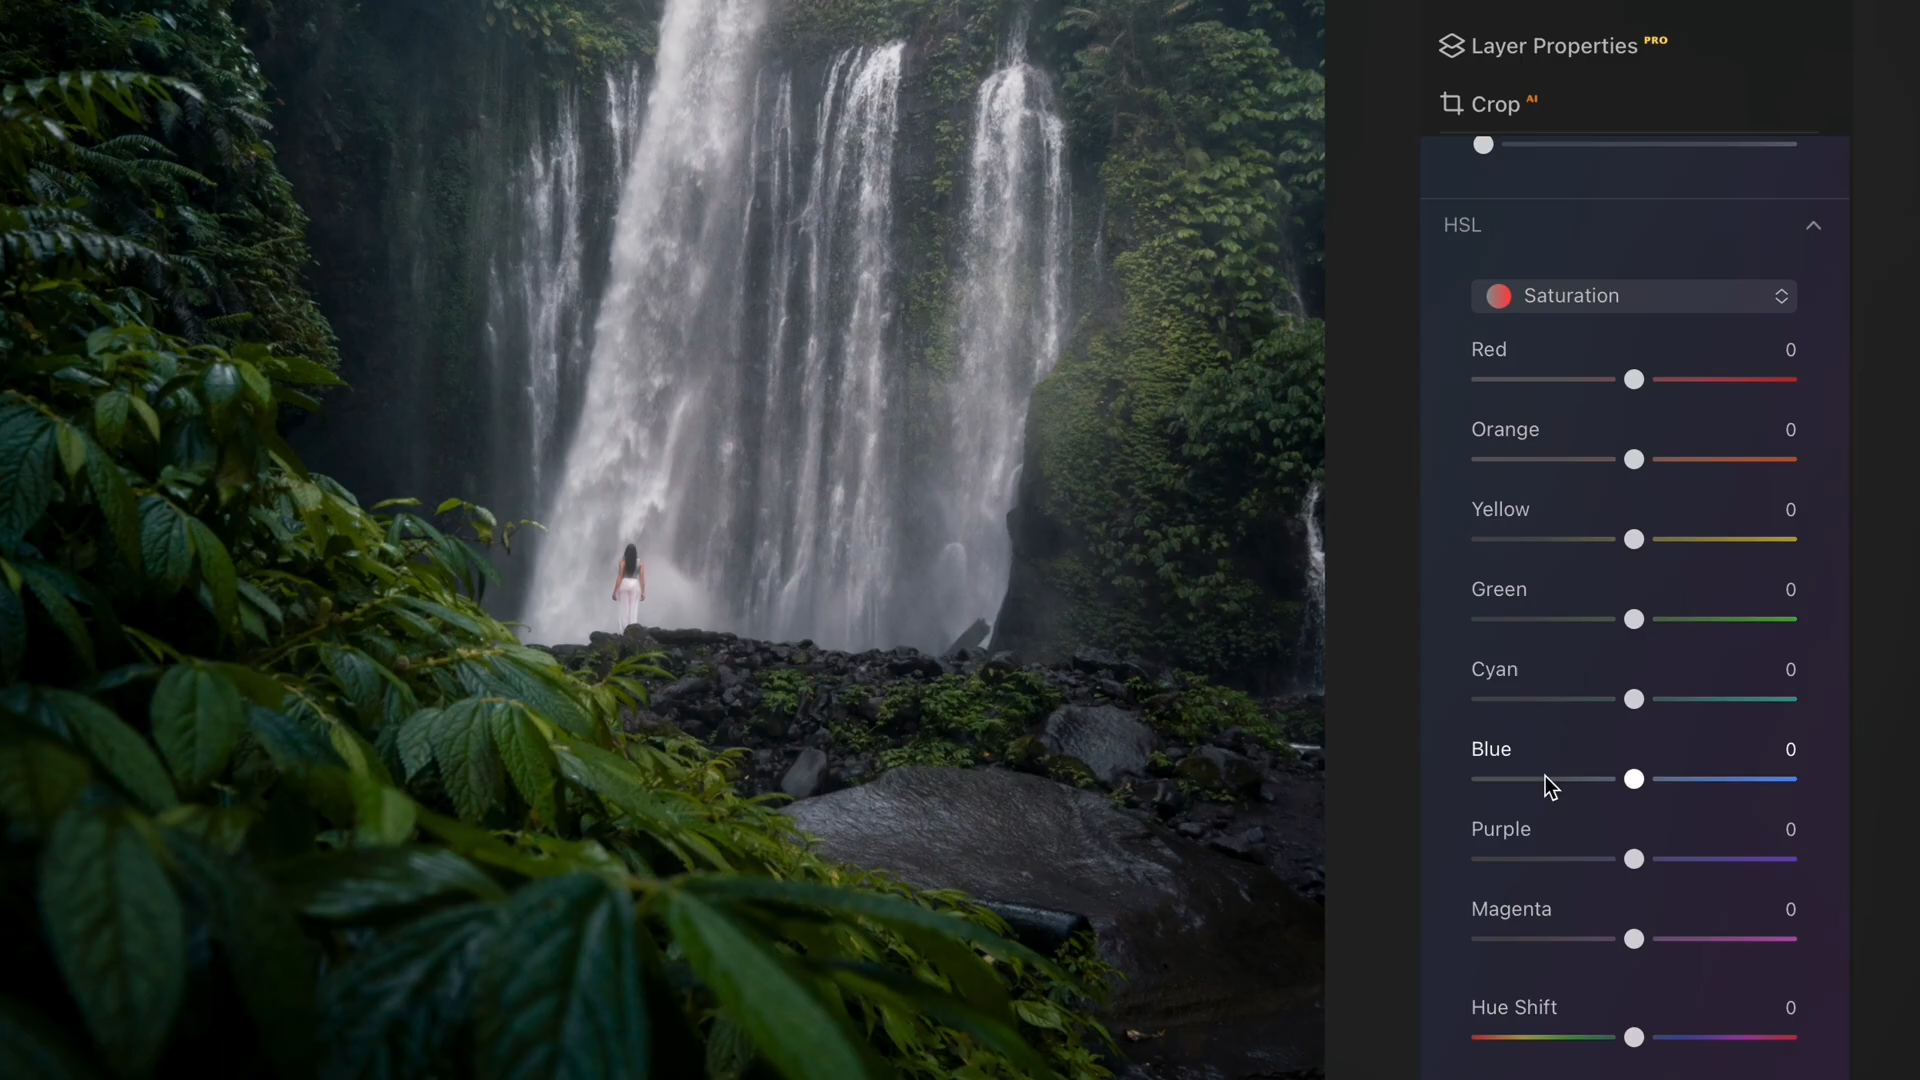 Layer Properties PRO
Crop AI
HSL
Saturation
Red 0
Orange 0
Yellow 0
Green 0
Cyan 0
Blue 0
Purple 0
Magenta 0
Hue Shift 0